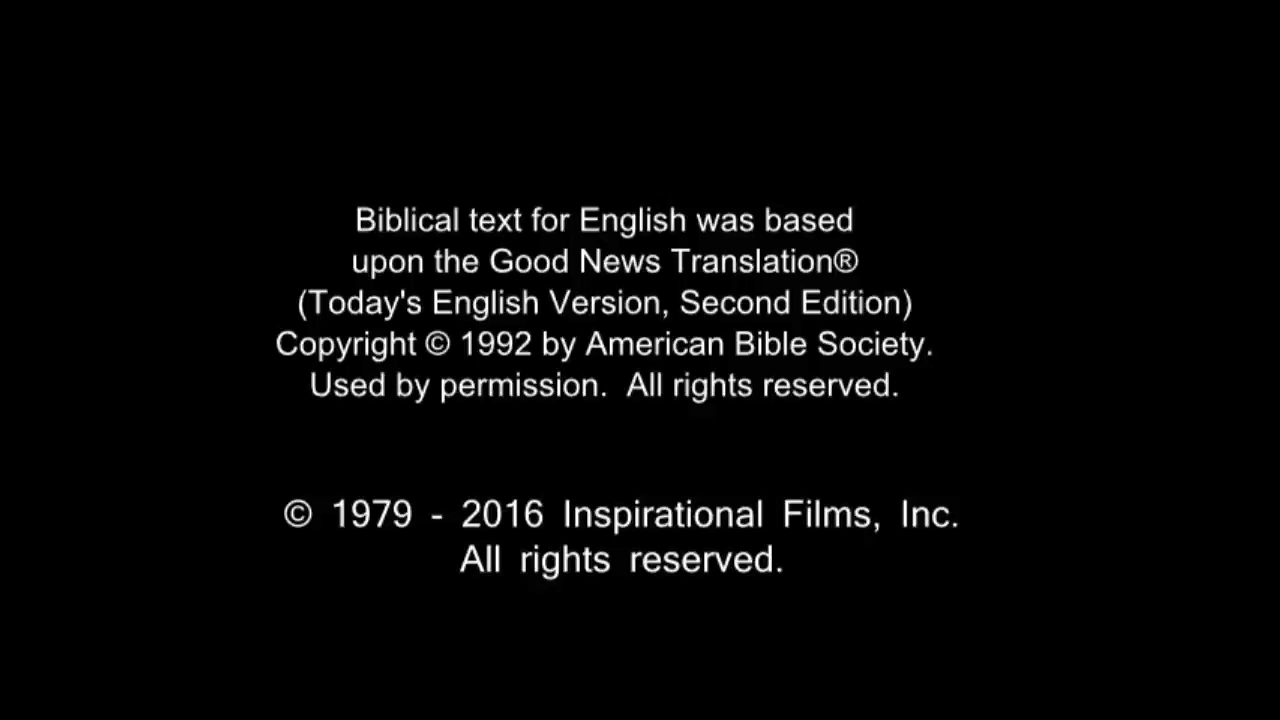 Biblical text for English was based
upon the Good News Translation®
(Today's English Version, Second Edition)
Copyright © 1992 by American Bible Society.
Used by permission.  All rights reserved.
© 1979 - 2016 Inspirational Films, Inc.
All rights reserved.